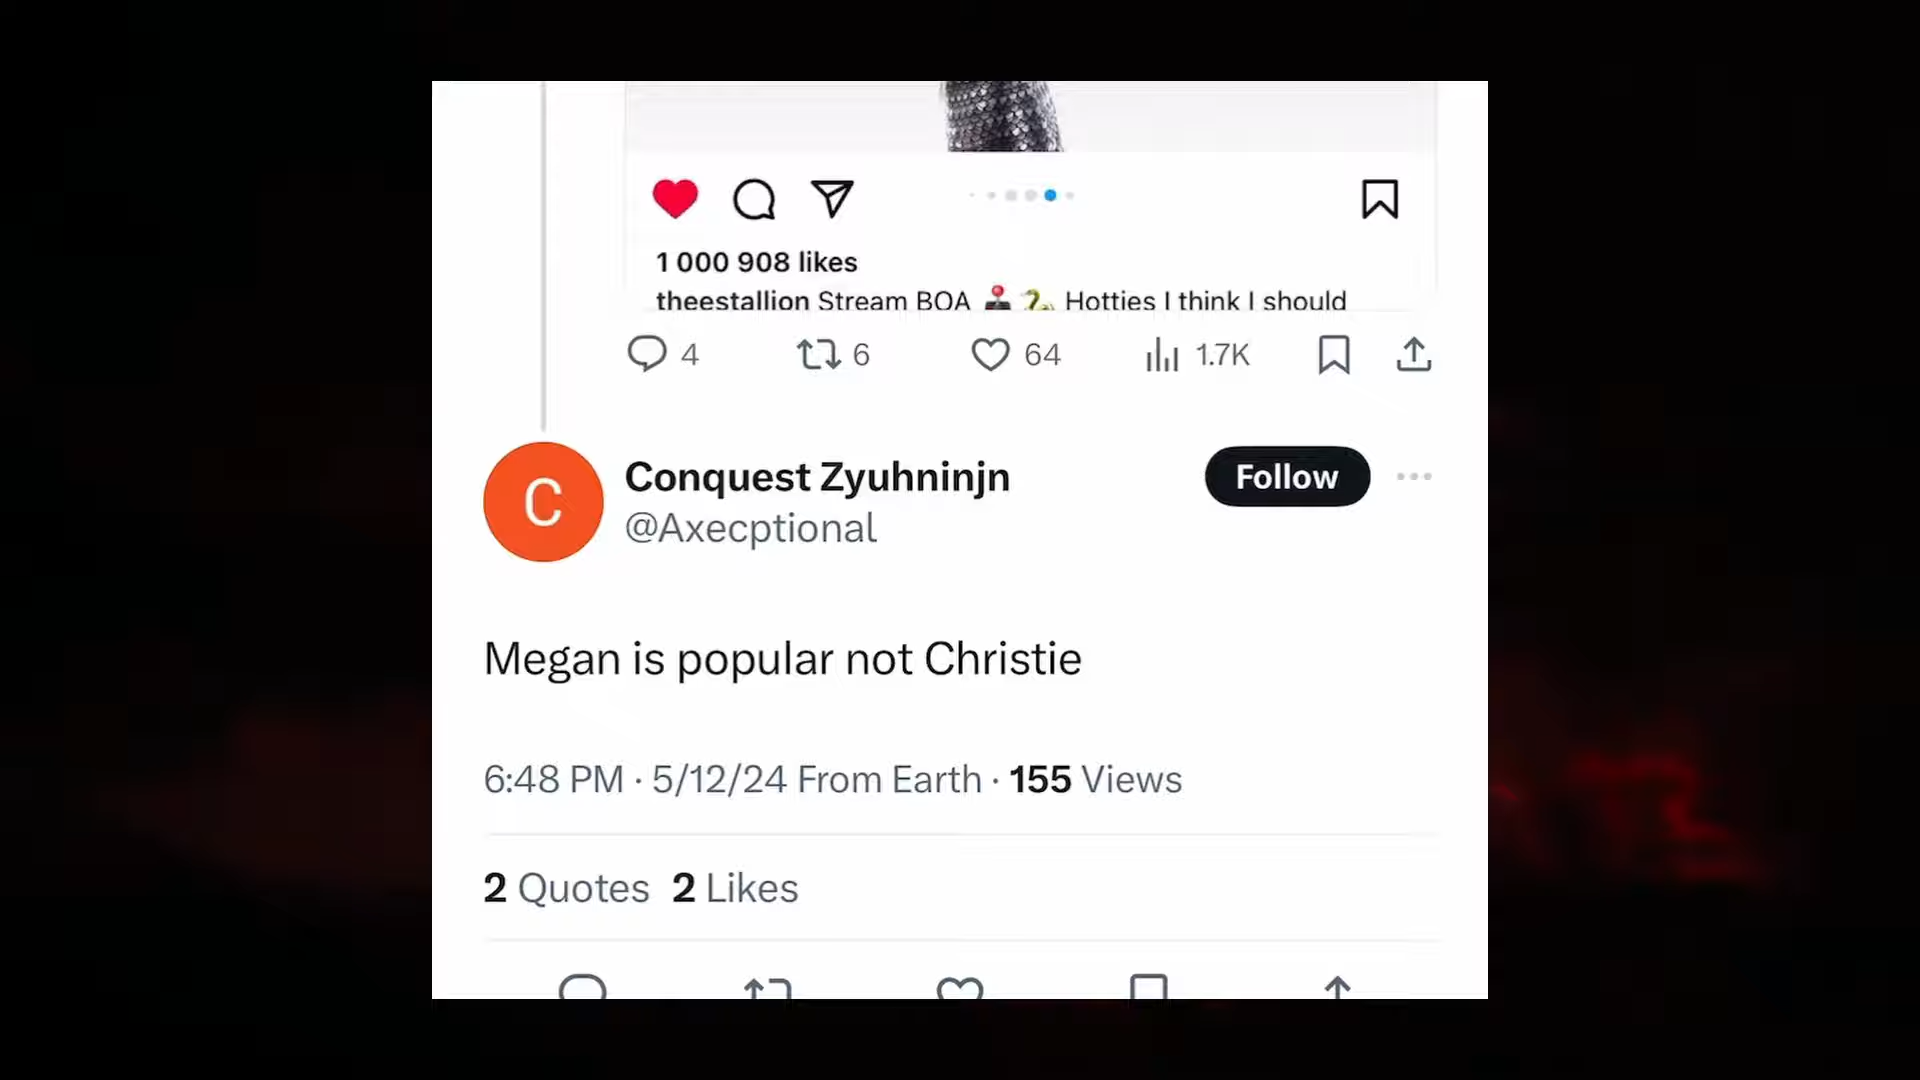 1 000 908 likes
theestallion Stream BOA 🕹️ 🐍 Hotties I think I should
4 6 64 1.7K
C
Conquest Zyuhninjn
Follow
@Axecptional
Megan is popular not Christie
6:48 PM · 5/12/24 From Earth · 155 Views
2 Quotes 2 Likes